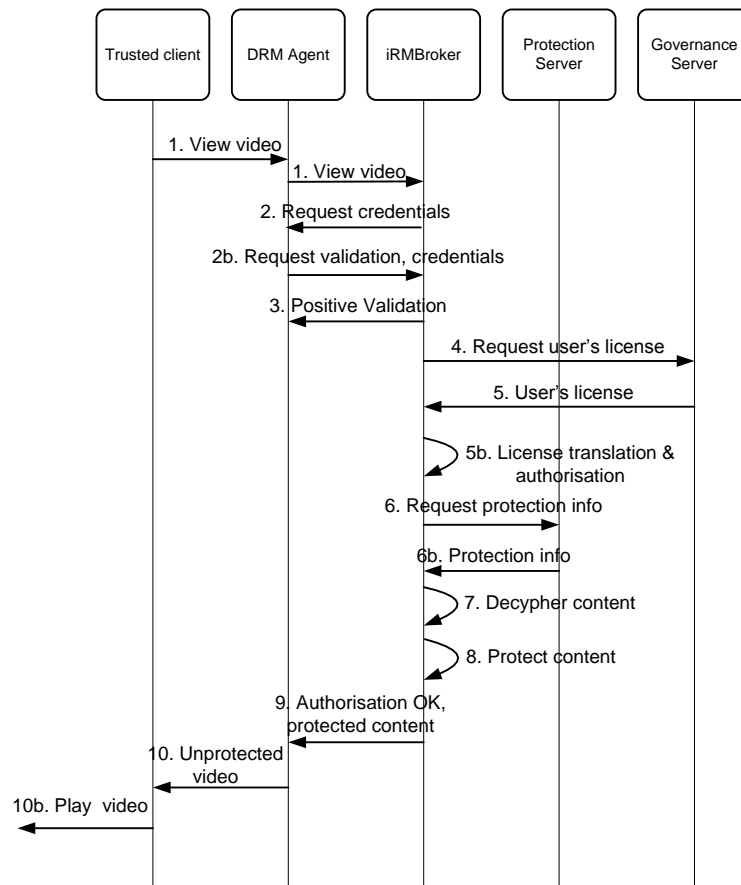 Trusted client
DRM Agent
iRMBroker
Protection
Server
Governance
Server
1. View video
1. View video
2. Request credentials
2b. Request validation, credentials
3. Positive Validation
4. Request user's license
5. User's license
5b. License translation &
authorisation
6. Request protection info
6b. Protection info
7. Decypher content
8. Protect content
9. Authorisation OK,
protected content
10. Unprotected
video
10b. Play video